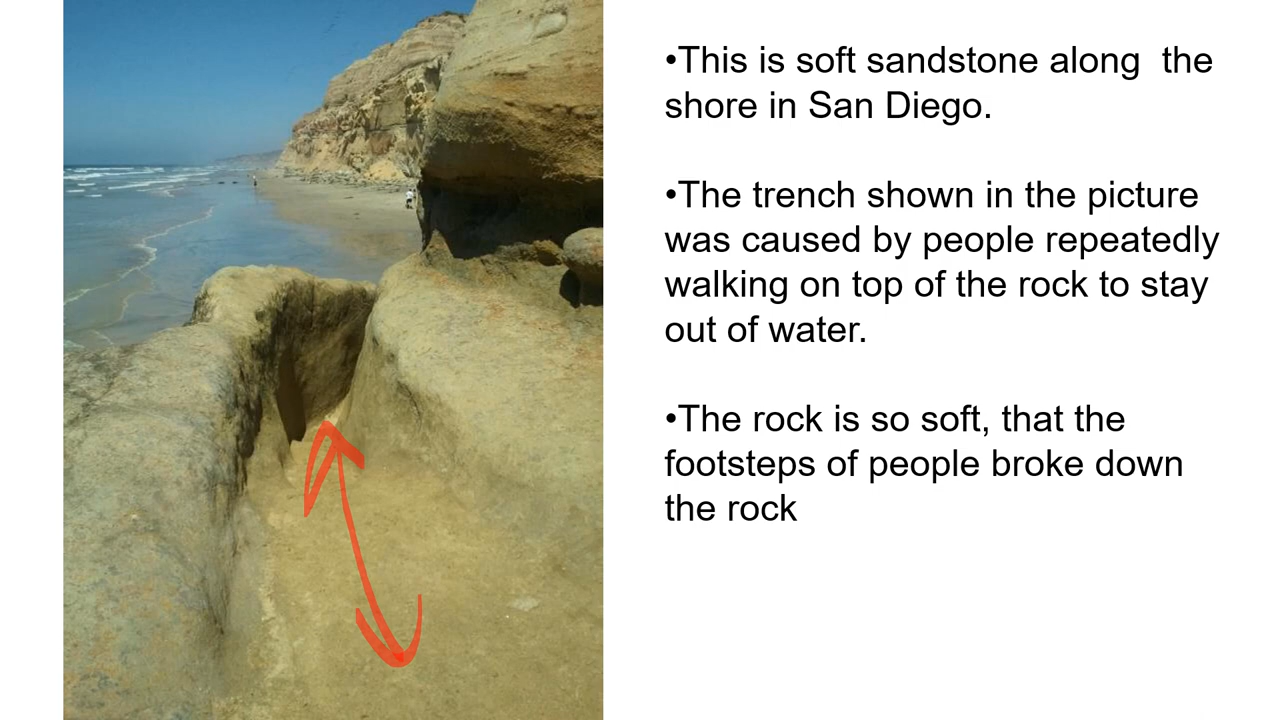 •This is soft sandstone along  the
shore in San Diego.
•The trench shown in the picture
was caused by people repeatedly
walking on top of the rock to stay
out of water.
•The rock is so soft, that the
footsteps of people broke down
the rock